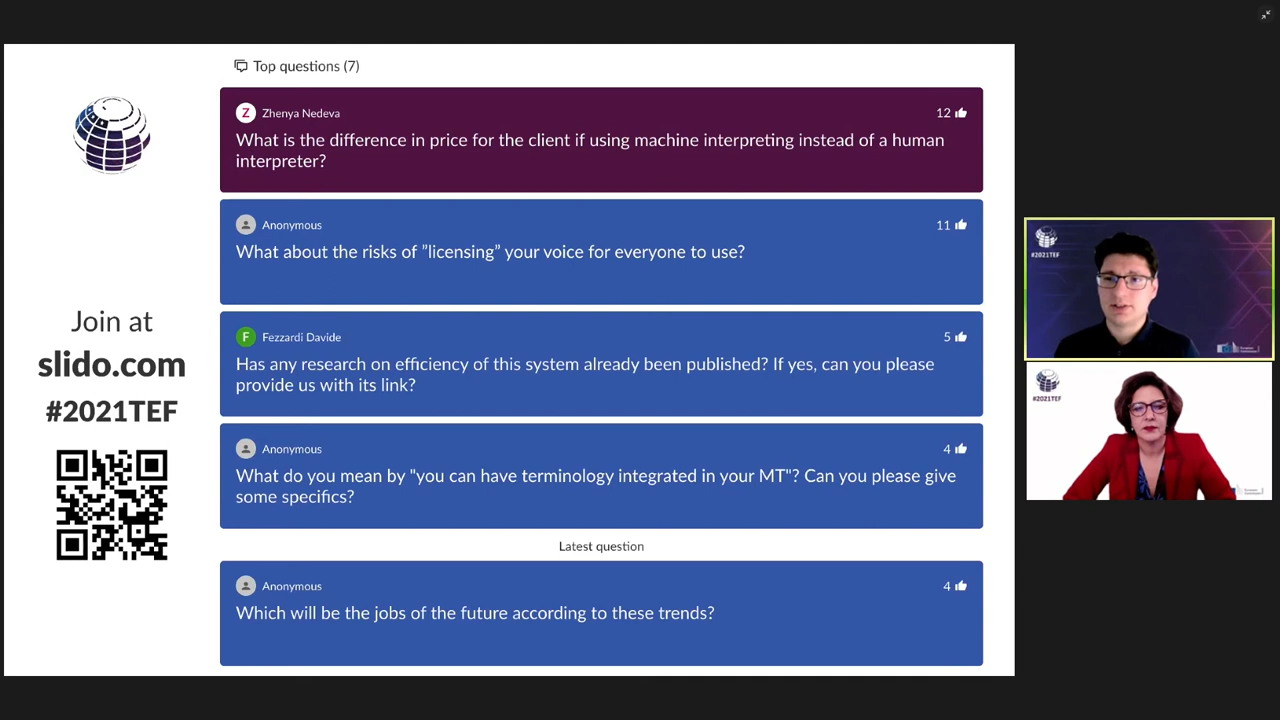 Top questions (7)
Z Zhenya Nedeva 12
What is the difference in price for the client if using machine interpreting instead of a human
interpreter?
Anonymous 11
What about the risks of ”licensing” your voice for everyone to use?
F Fezzardi Davide 5
Has any research on efficiency of this system already been published? If yes, can you please
provide us with its link?
Anonymous 4
What do you mean by "you can have terminology integrated in your MT"? Can you please give
some specifics?
Latest question
Anonymous 4
Which will be the jobs of the future according to these trends?
Join at
slido.com
#2021TEF
#2021TEF
#2021TEF